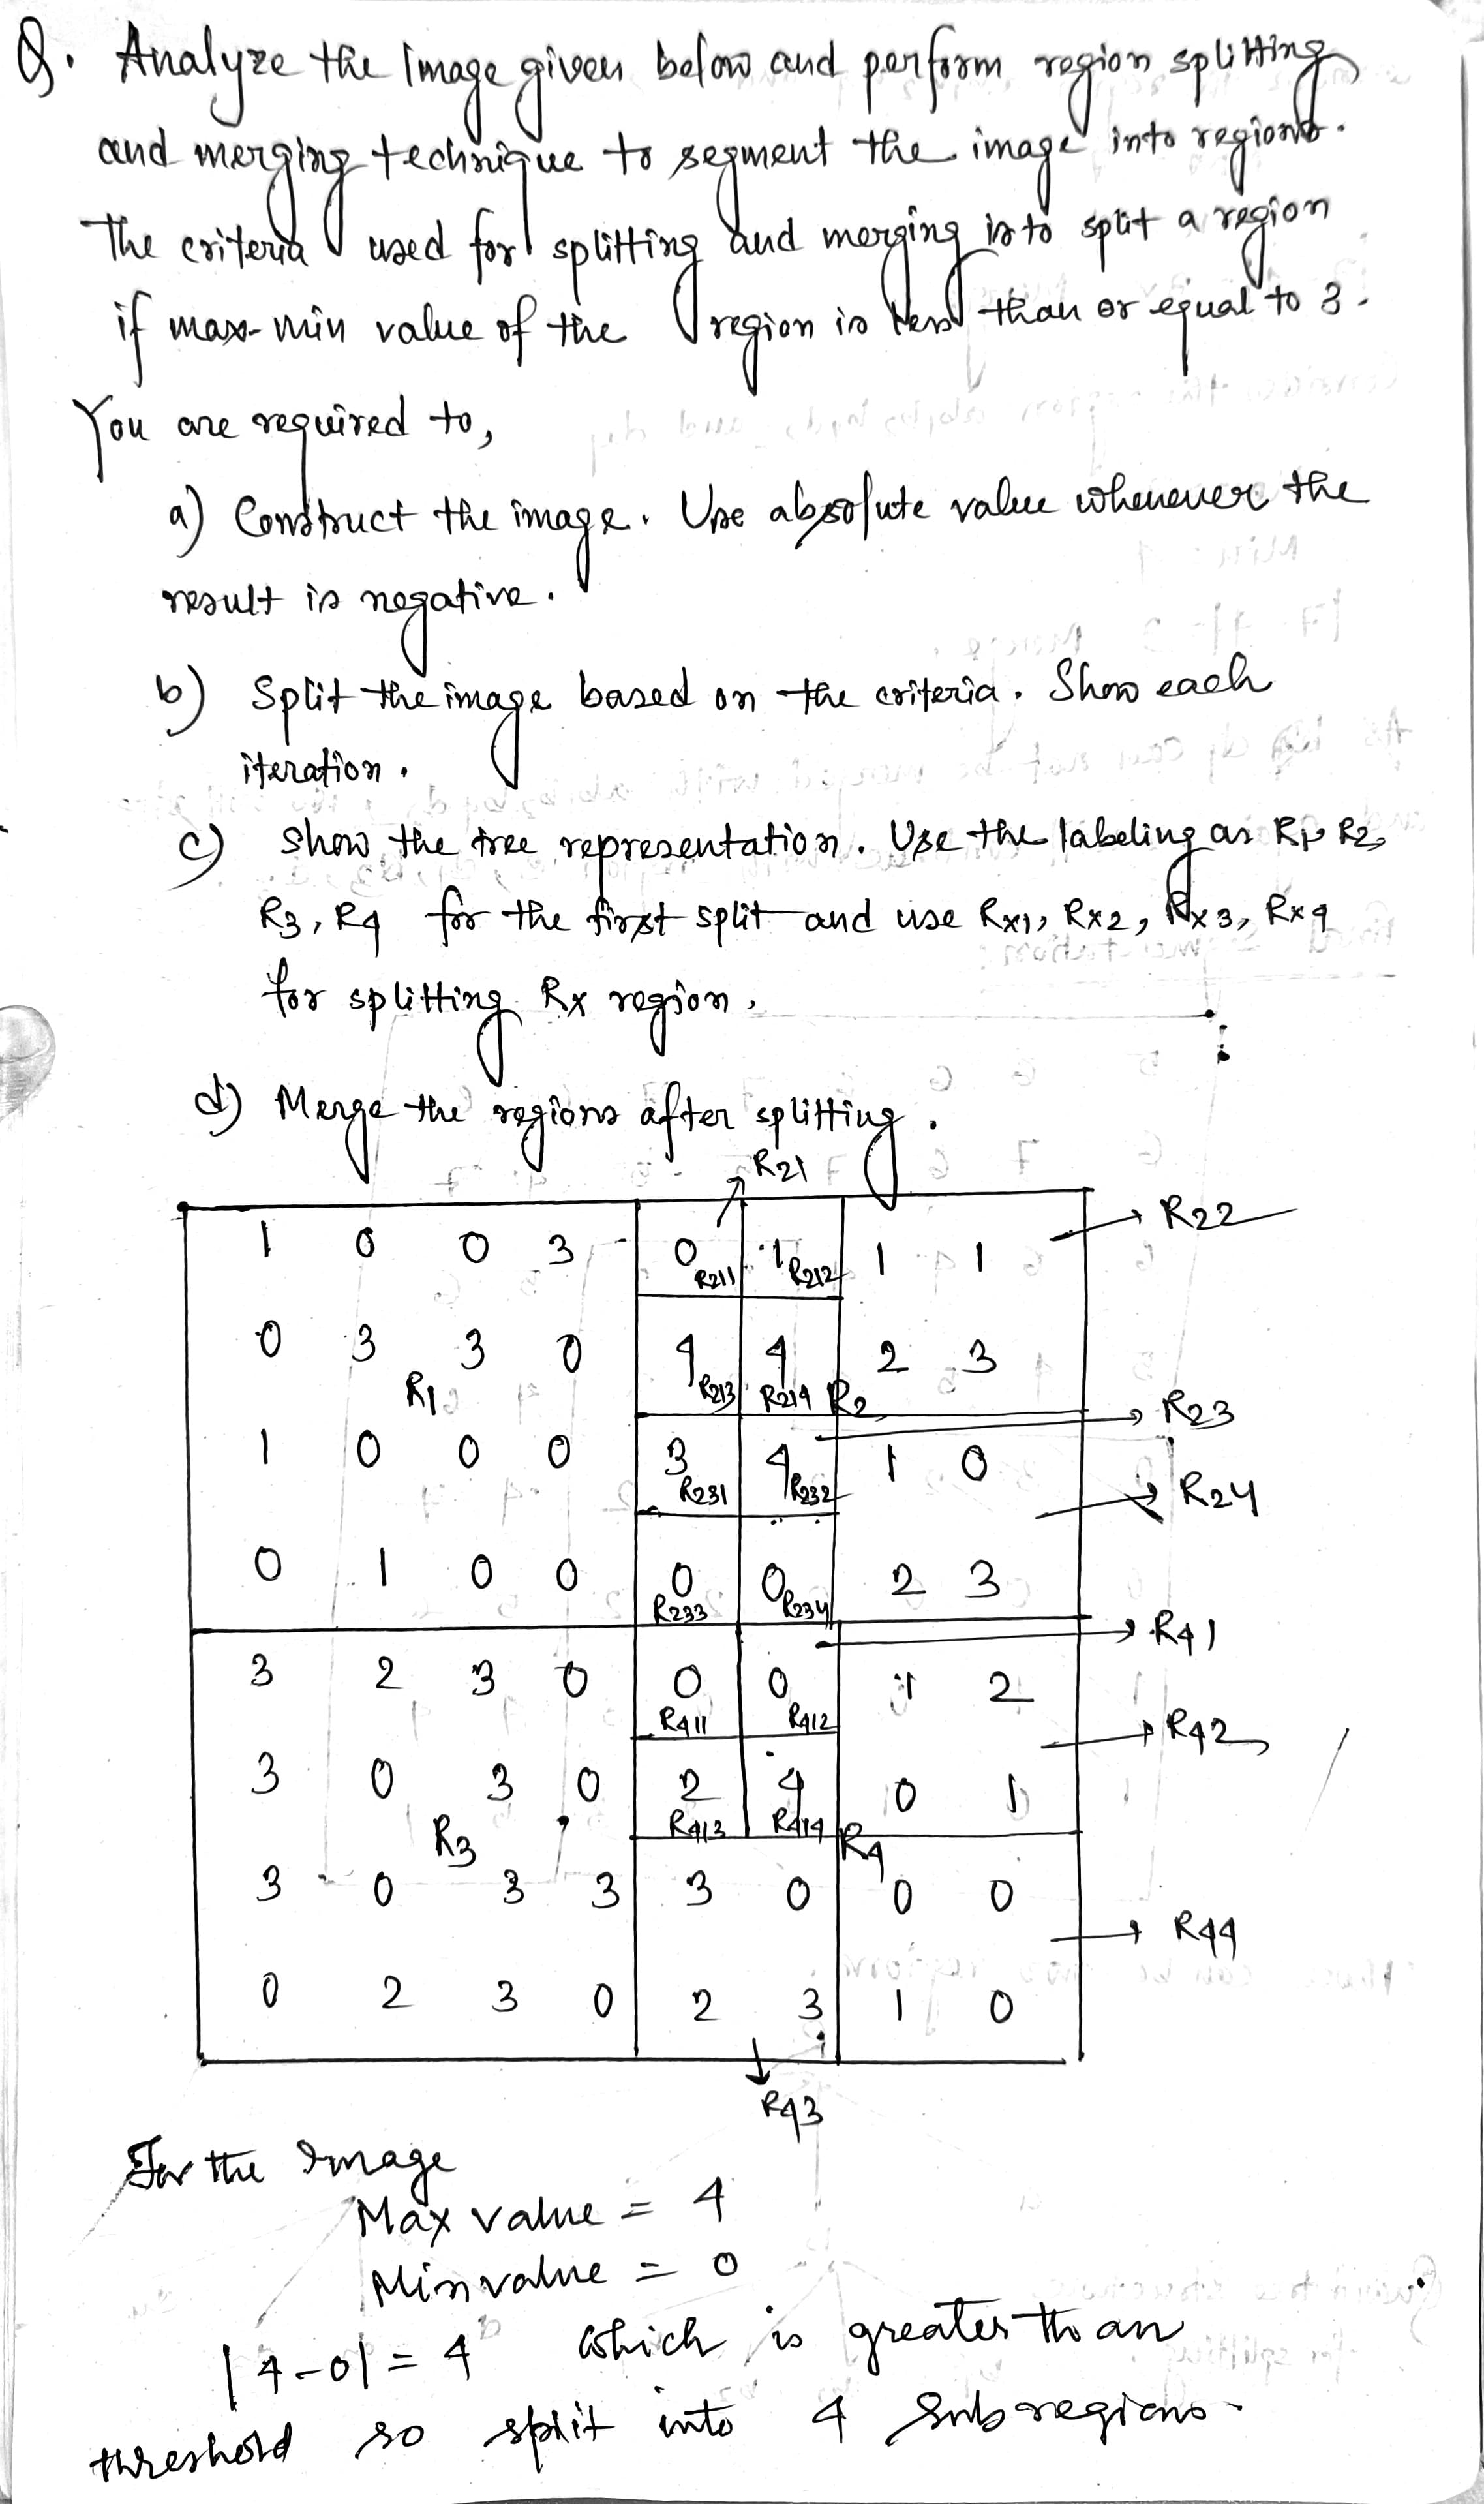 Q. Analyze the Image given below and perform region splitting
and merging technique to segment the image into regions.
The criteria used for splitting and merging is to split a region
if max-min value of the region is less than or equal to 3.
You are required to,
a) Construct the image. Use absolute value whenever the
result is negative.
b) Split the image based on the criteria. Show each
iteration.
c) Show the tree representation. Use the labeling as R1, R2,
R3, R4 for the first split and use Rx1, Rx2, Rx3, Rx4
for splitting Rx region.
d) Merge the regions after splitting.
R21
1 0 0 3 0 1 1 1 R22
R211 R212
0 3 3 0 4 4 2 3
R1 R213 R214 R2
R23
1 0 0 0 3 4 1 0
R231 R232 R24
0 1 0 0 0 0 2 3
R233 R234
R41
3 2 3 0 0 0 1 2
R411 R412 R42
3 0 3 0 2 4 0 1
R3 R413 R414 R4
3 0 3 3 3 0 0 0
R44
0 2 3 0 2 3 1 0
R43
For the Image
Max value = 4
Min value = 0
|4-0| = 4 which is greater than
threshold so split into 4 Subregions.